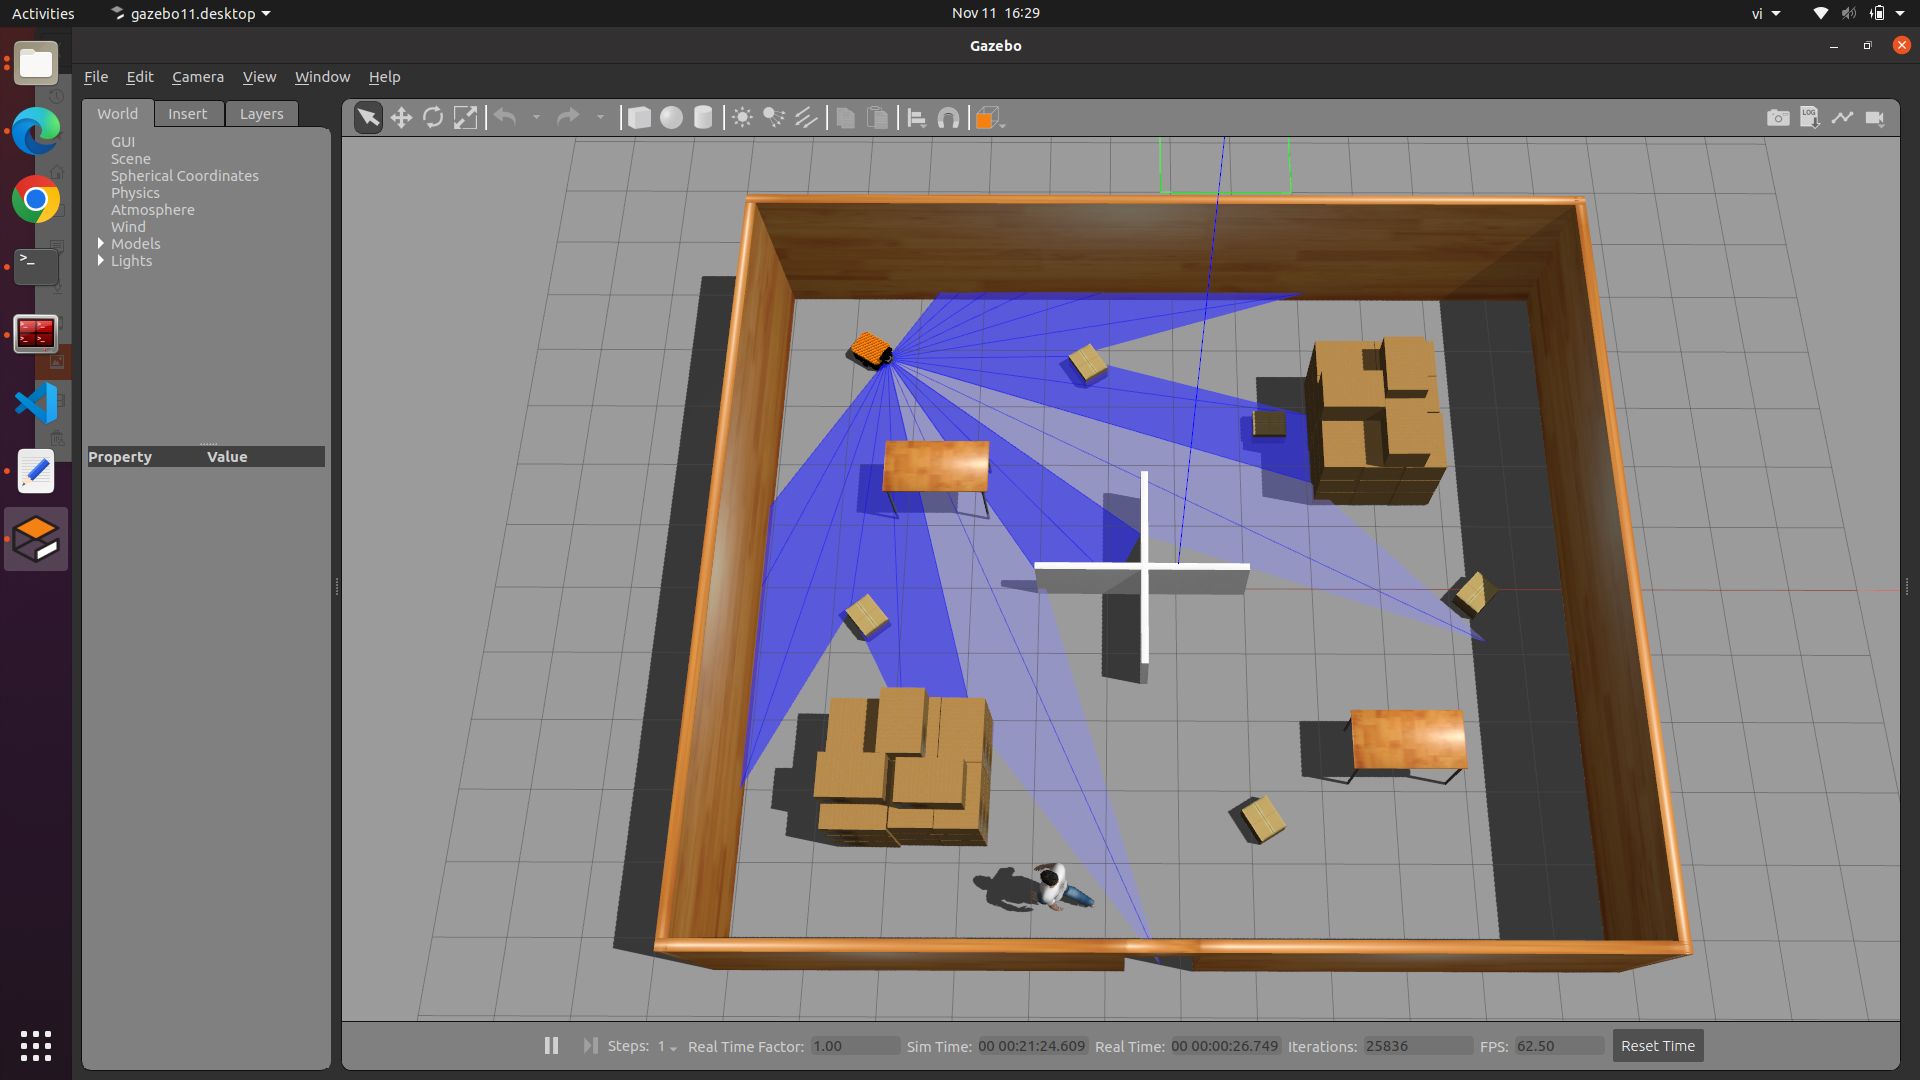 Activities gazebo11.desktop Nov 11 16:29 vi
Gazebo
File Edit Camera View Window Help
World Insert Layers
GUI
Scene
Spherical Coordinates
Physics
Atmosphere
Wind
Models
Lights
Property Value
LOG
Steps: 1 Real Time Factor: 1.00 Sim Time: 00 00:21:24.609 Real Time: 00 00:00:26.749 Iterations: 25836 FPS: 62.50 Reset Time